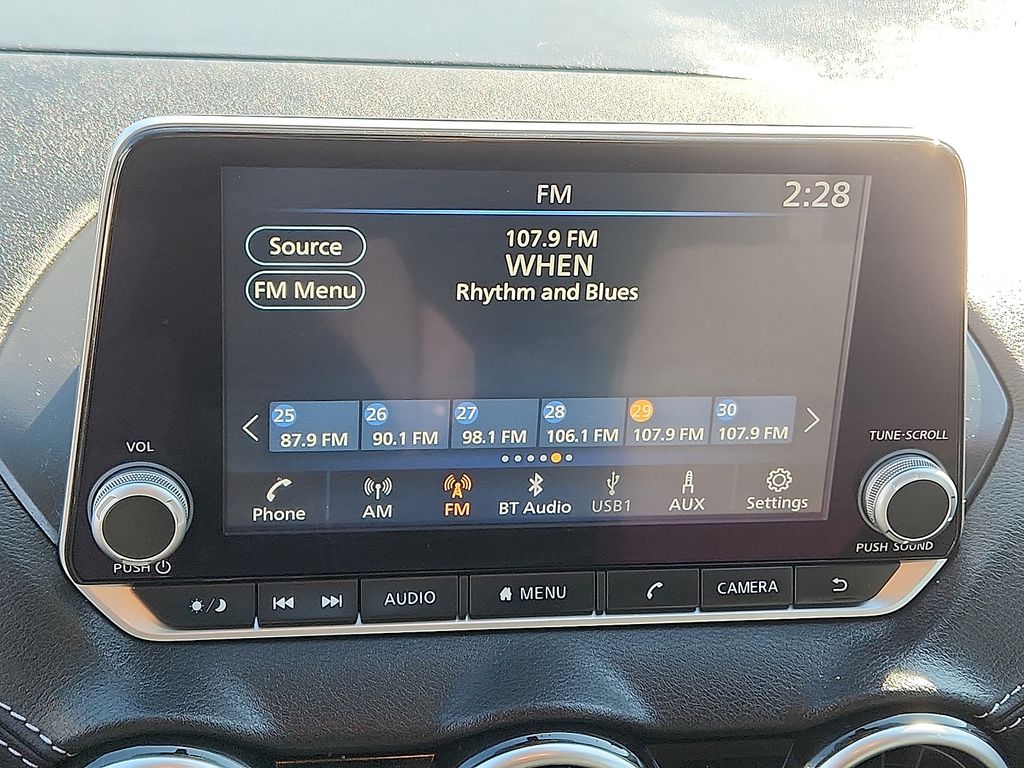 FM
2:28
Source
FM Menu
107.9 FM
WHEN
Rhythm and Blues
25 26 27 28 29 30
87.9 FM 90.1 FM 98.1 FM 106.1 FM 107.9 FM 107.9 FM
Phone AM FM BT Audio USB1 AUX Settings
VOL
PUSH
TUNE·SCROLL
PUSH SOUND
AUDIO MENU CAMERA